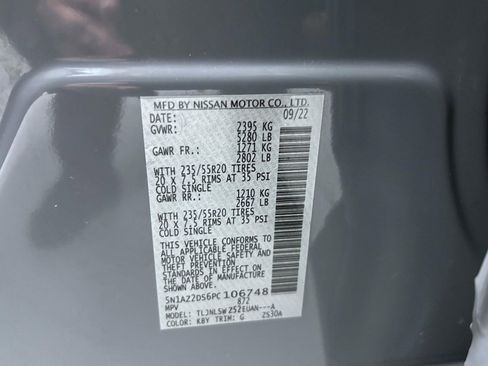 MFD BY NISSAN MOTOR CO., LTD.
DATE: 09/22
GVWR: 2395 KG
5280 LB
GAWR FR.: 1271 KG
2802 LB
WITH 235/55R20 TIRES
20 X 7.5 RIMS AT 35 PSI
COLD SINGLE
GAWR RR.: 1210 KG
2667 LB
WITH 235/55R20 TIRES
20 X 7.5 RIMS AT 35 PSI
COLD SINGLE
THIS VEHICLE CONFORMS TO
ALL APPLICABLE FEDERAL
MOTOR VEHICLE SAFETY AND
THEFT PREVENTION
STANDARDS IN EFFECT ON
THE DATE OF MANUFACTURE
SHOWN ABOVE.
5N1AZ2DS6PC106748
MPV 872
MODEL: TLJNLSW Z52EUAN---A
COLOR: KBY TRIM: G ZS30A